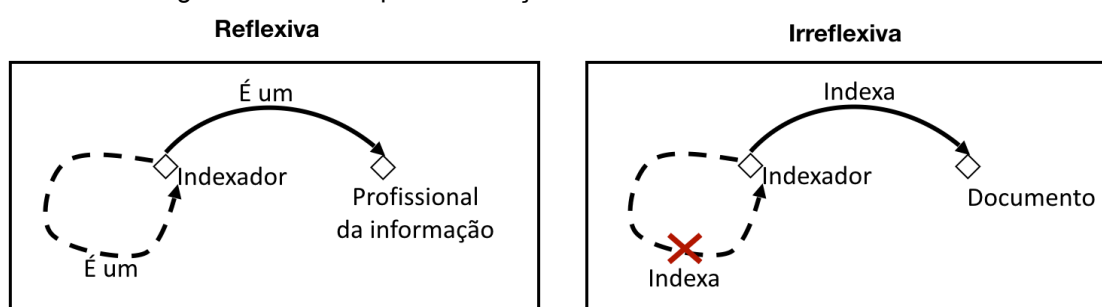 Reflexiva
É um
Indexador
Profissional
da informação
É um
Irreflexiva
Indexa
Indexador
Documento
Indexa